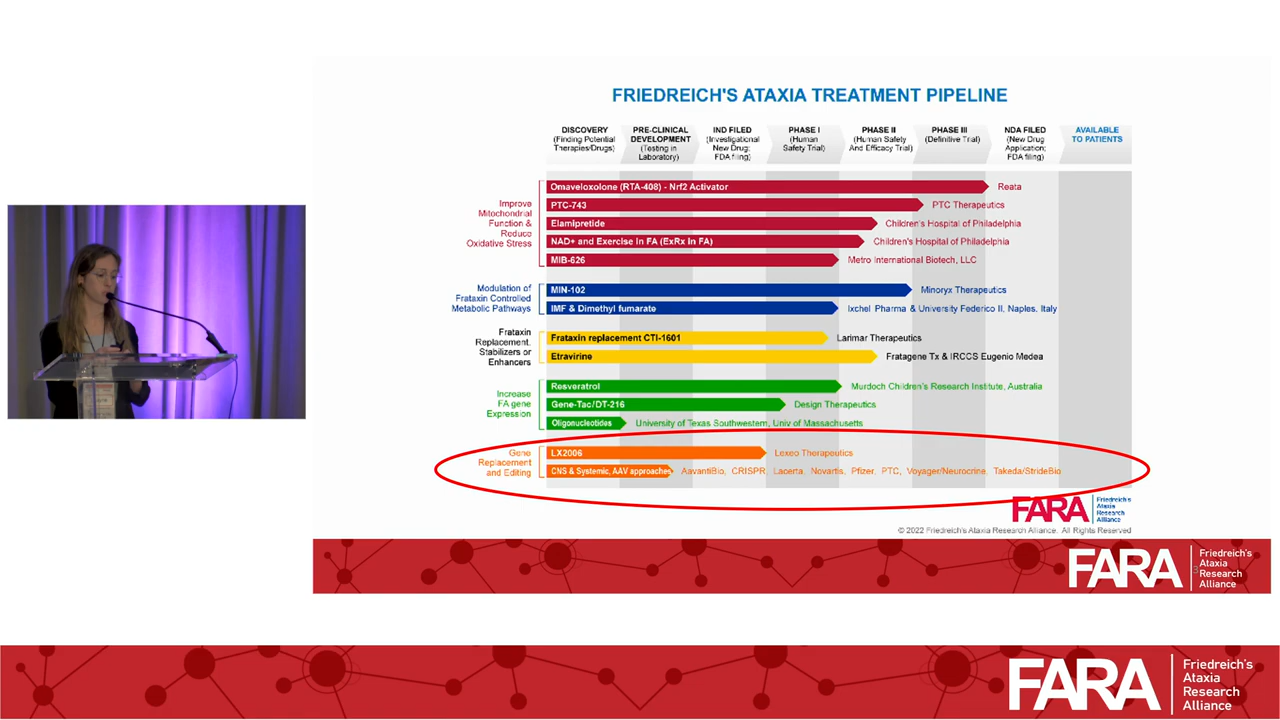 FRIEDREICH'S ATAXIA TREATMENT PIPELINE
DISCOVERY
(Finding Potential
Therapies/Drugs)
PRE-CLINICAL
DEVELOPMENT
(Testing in
Laboratory)
IND FILED
(Investigational
New Drug;
FDA filing)
PHASE I
(Human
Safety Trial)
PHASE II
(Human Safety
And Efficacy Trial)
PHASE III
(Definitive Trial)
NDA FILED
(New Drug
Application;
FDA filing)
AVAILABLE
TO PATIENTS
Improve
Mitochondrial
Function &
Reduce
Oxidative Stress
Omaveloxolone (RTA-408) - Nrf2 Activator
Reata
PTC-743
PTC Therapeutics
Elamipretide
Children's Hospital of Philadelphia
NAD+ and Exercise in FA (ExRx in FA)
Children's Hospital of Philadelphia
MIB-626
Metro International Biotech, LLC
Modulation of
Frataxin Controlled
Metabolic Pathways
MIN-102
Minoryx Therapeutics
IMF & Dimethyl fumarate
Ixchel Pharma & University Federico II, Naples, Italy
Frataxin
Replacement,
Stabilizers or
Enhancers
Frataxin replacement CTI-1601
Larimar Therapeutics
Etravirine
Fratagene Tx & IRCCS Eugenio Medea
Increase
FA gene
Expression
Resveratrol
Murdoch Children's Research Institute, Australia
Gene-Tac/DT-216
Design Therapeutics
Oligonucleotides
University of Texas Southwestern, Univ of Massachusetts
Gene
Replacement
and Editing
LX2006
Lexeo Therapeutics
CNS & Systemic, AAV approaches
AavantiBio, CRISPR, Lacerta, Novartis, Pfizer, PTC, Voyager/Neurocrine, Takeda/StrideBio
FARA
Friedreich's
Ataxia
Research
Alliance
© 2022 Friedreich's Ataxia Research Alliance. All Rights Reserved
FARA
Friedreich's
Ataxia
Research
Alliance
FARA
Friedreich's
Ataxia
Research
Alliance